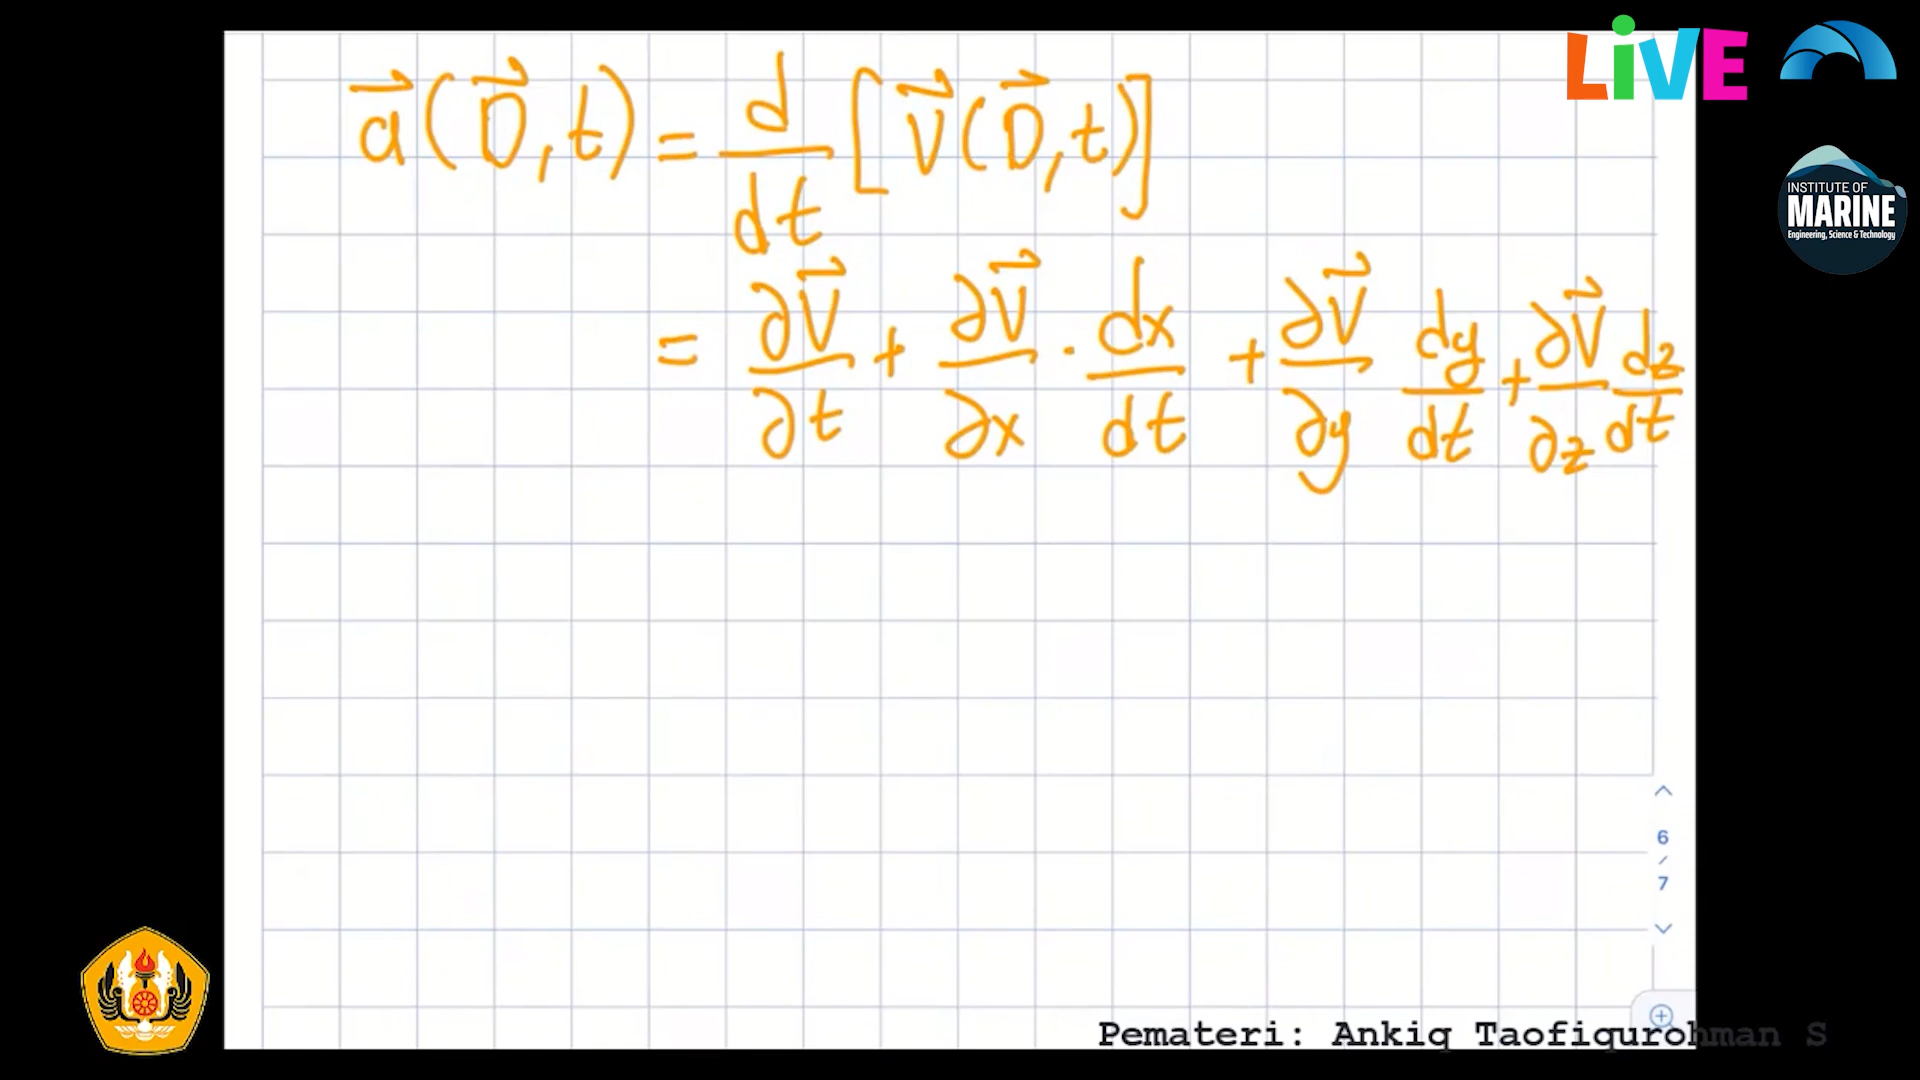 LiVE
INSTITUTE OF
MARINE
Engineering, Science & Technology
a⃗(D⃗,t) = d/dt [V⃗(D⃗,t)]
= ∂V⃗/∂t + ∂V⃗/∂x · dx/dt + ∂V⃗/∂y dy/dt + ∂V⃗/∂z dz/dt
6
/
7
Pemateri: Ankiq Taofiqurohman S